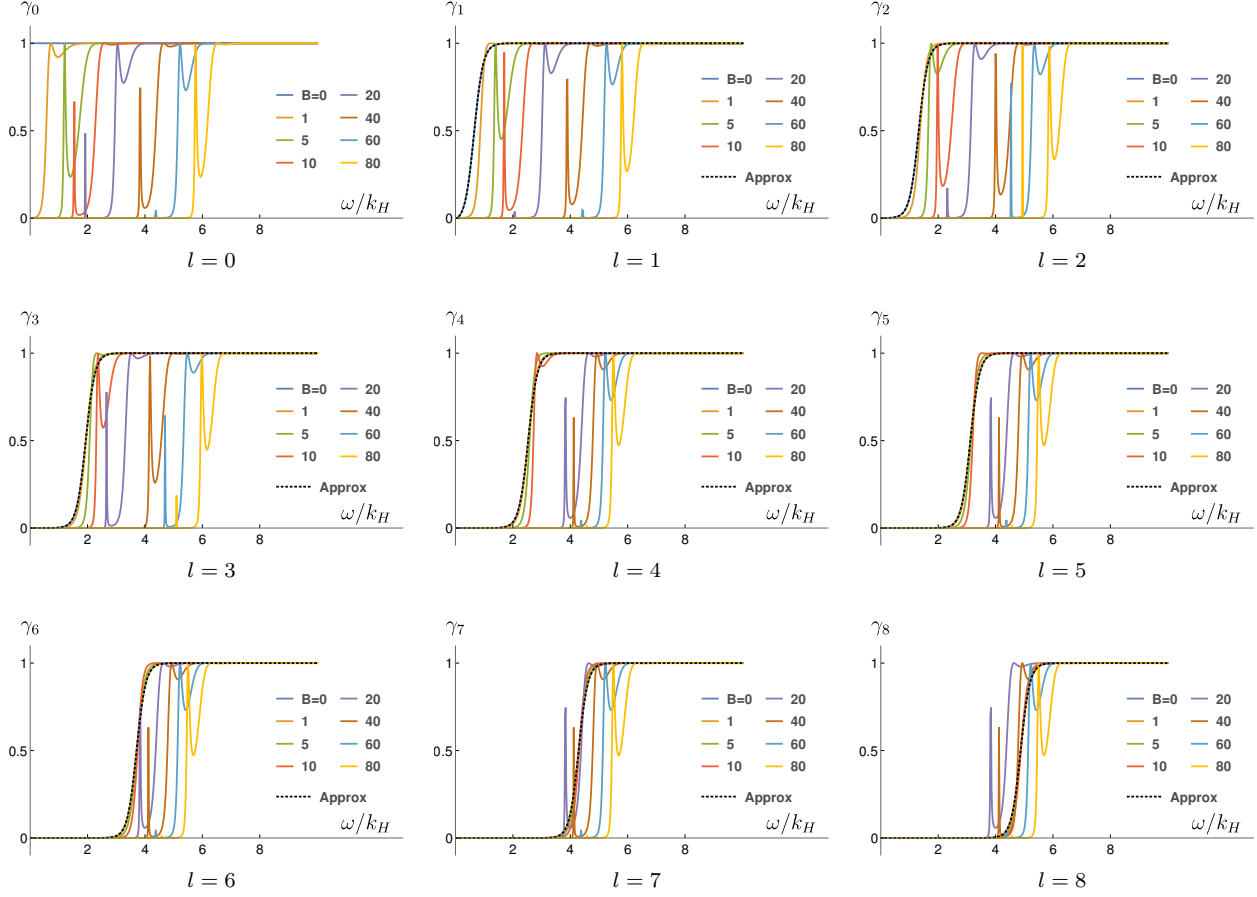 γ0
1
0.5
0
2 4 6 8
B=0 20
1 40
5 60
10 80
ω/kH
l = 0
γ1
1
0.5
0
2 4 6 8
B=0 20
1 40
5 60
10 80
Approx
ω/kH
l = 1
γ2
1
0.5
0
2 4 6 8
B=0 20
1 40
5 60
10 80
Approx
ω/kH
l = 2
γ3
1
0.5
0
2 4 6 8
B=0 20
1 40
5 60
10 80
Approx
ω/kH
l = 3
γ4
1
0.5
0
2 4 6 8
B=0 20
1 40
5 60
10 80
Approx
ω/kH
l = 4
γ5
1
0.5
0
2 4 6 8
B=0 20
1 40
5 60
10 80
Approx
ω/kH
l = 5
γ6
1
0.5
0
2 4 6 8
B=0 20
1 40
5 60
10 80
Approx
ω/kH
l = 6
γ7
1
0.5
0
2 4 6 8
B=0 20
1 40
5 60
10 80
Approx
ω/kH
l = 7
γ8
1
0.5
0
2 4 6 8
B=0 20
1 40
5 60
10 80
Approx
ω/kH
l = 8